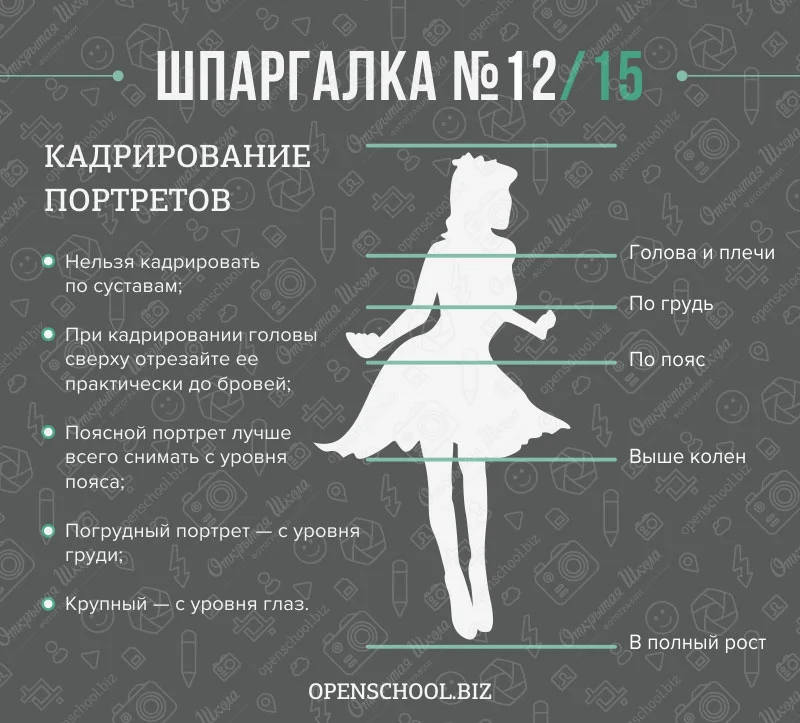 ШПАРГАЛКА №12/15
КАДРИРОВАНИЕ
ПОРТРЕТОВ
Нельзя кадрировать
по суставам;
При кадрировании головы
сверху отрезайте её
практически до бровей;
Поясной портрет лучше
всего снимать с уровня
пояса;
Погрудный портрет — с уровня
груди;
Крупный — с уровня глаз.
Голова и плечи
По грудь
По пояс
Выше колен
В полный рост
OPENSCHOOL.BIZ